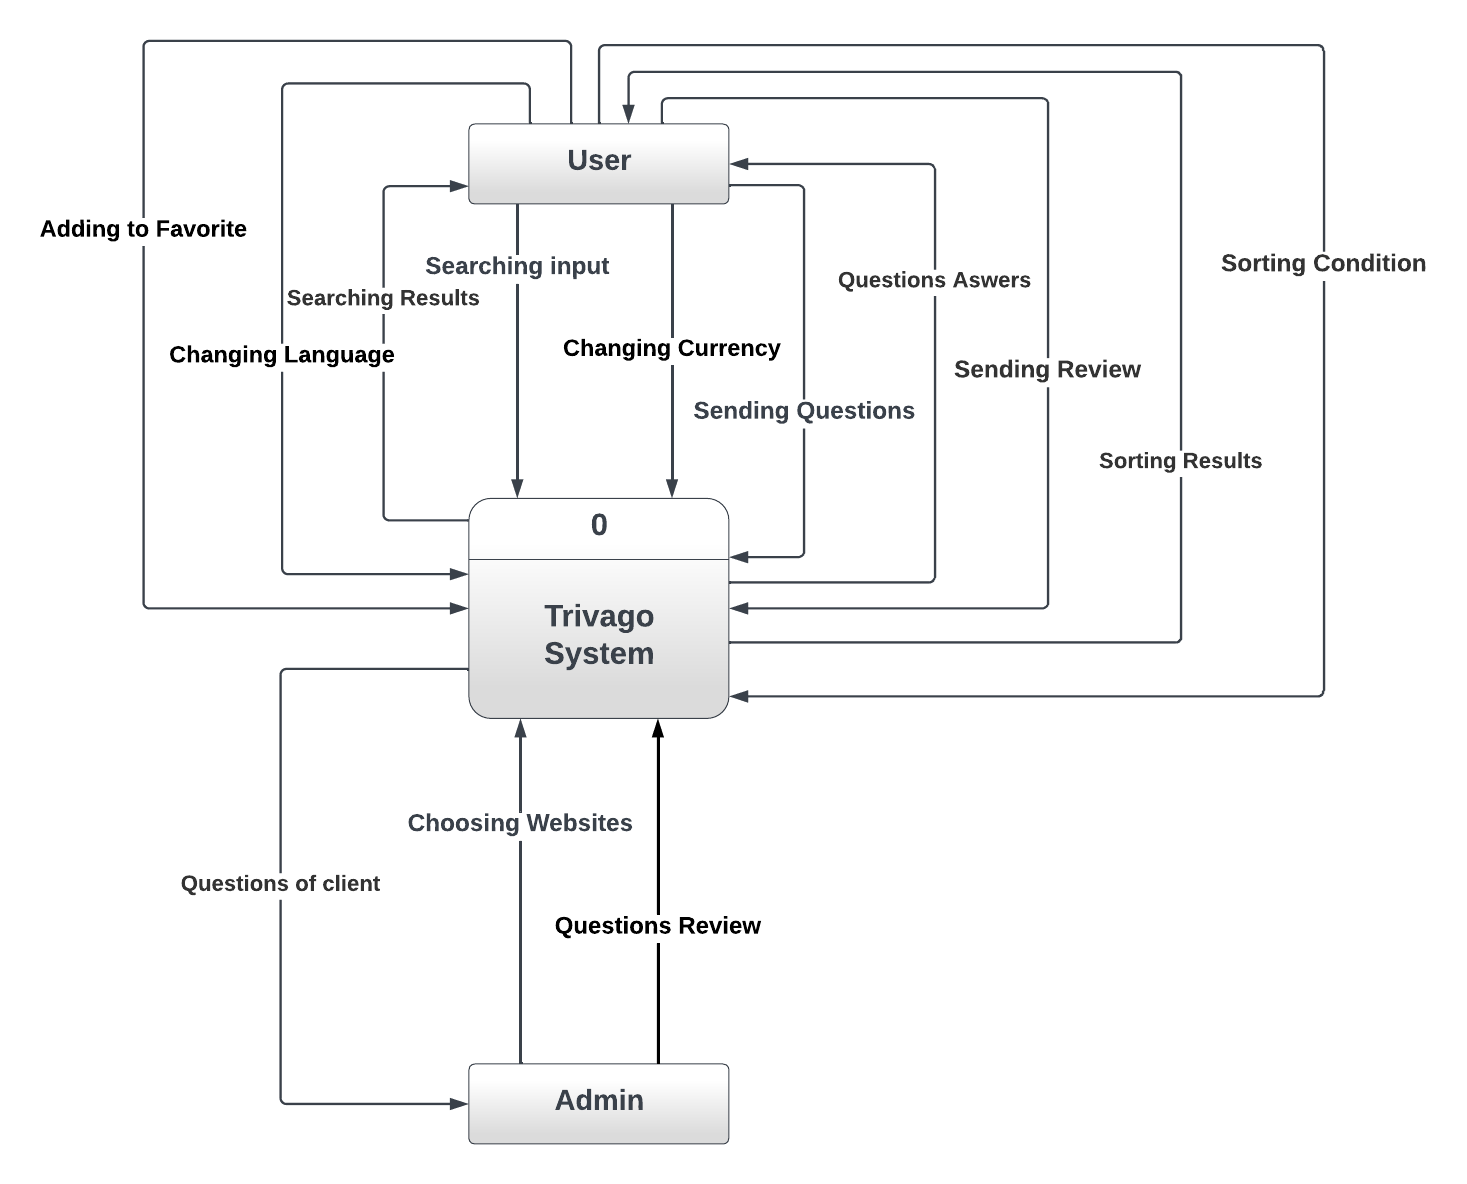 User
Adding to Favorite
Searching input
Sorting Condition
Questions Aswers
Searching Results
Changing Currency
Changing Language
Sending Review
Sending Questions
Sorting Results
0
Trivago
System
Choosing Websites
Questions of client
Questions Review
Admin